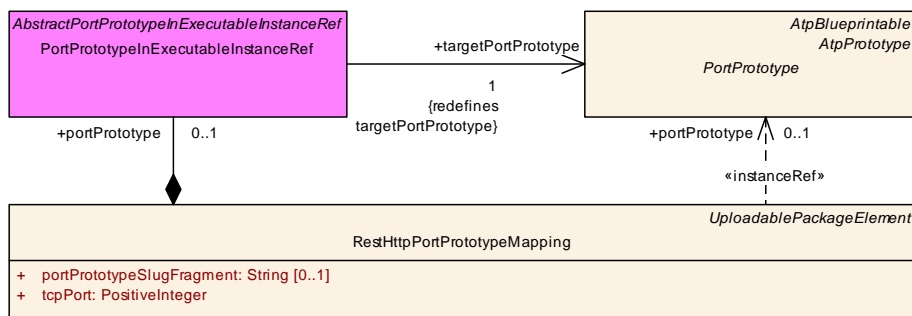 AbstractPortPrototypeInExecutableInstanceRef
PortPrototypeInExecutableInstanceRef
+targetPortPrototype
1
{redefines
targetPortPrototype}
AtpBlueprintable
AtpPrototype
PortPrototype
+portPrototype 0..1
+portPrototype 0..1
«instanceRef»
UploadablePackageElement
RestHttpPortPrototypeMapping
+ portPrototypeSlugFragment: String [0..1]
+ tcpPort: PositiveInteger